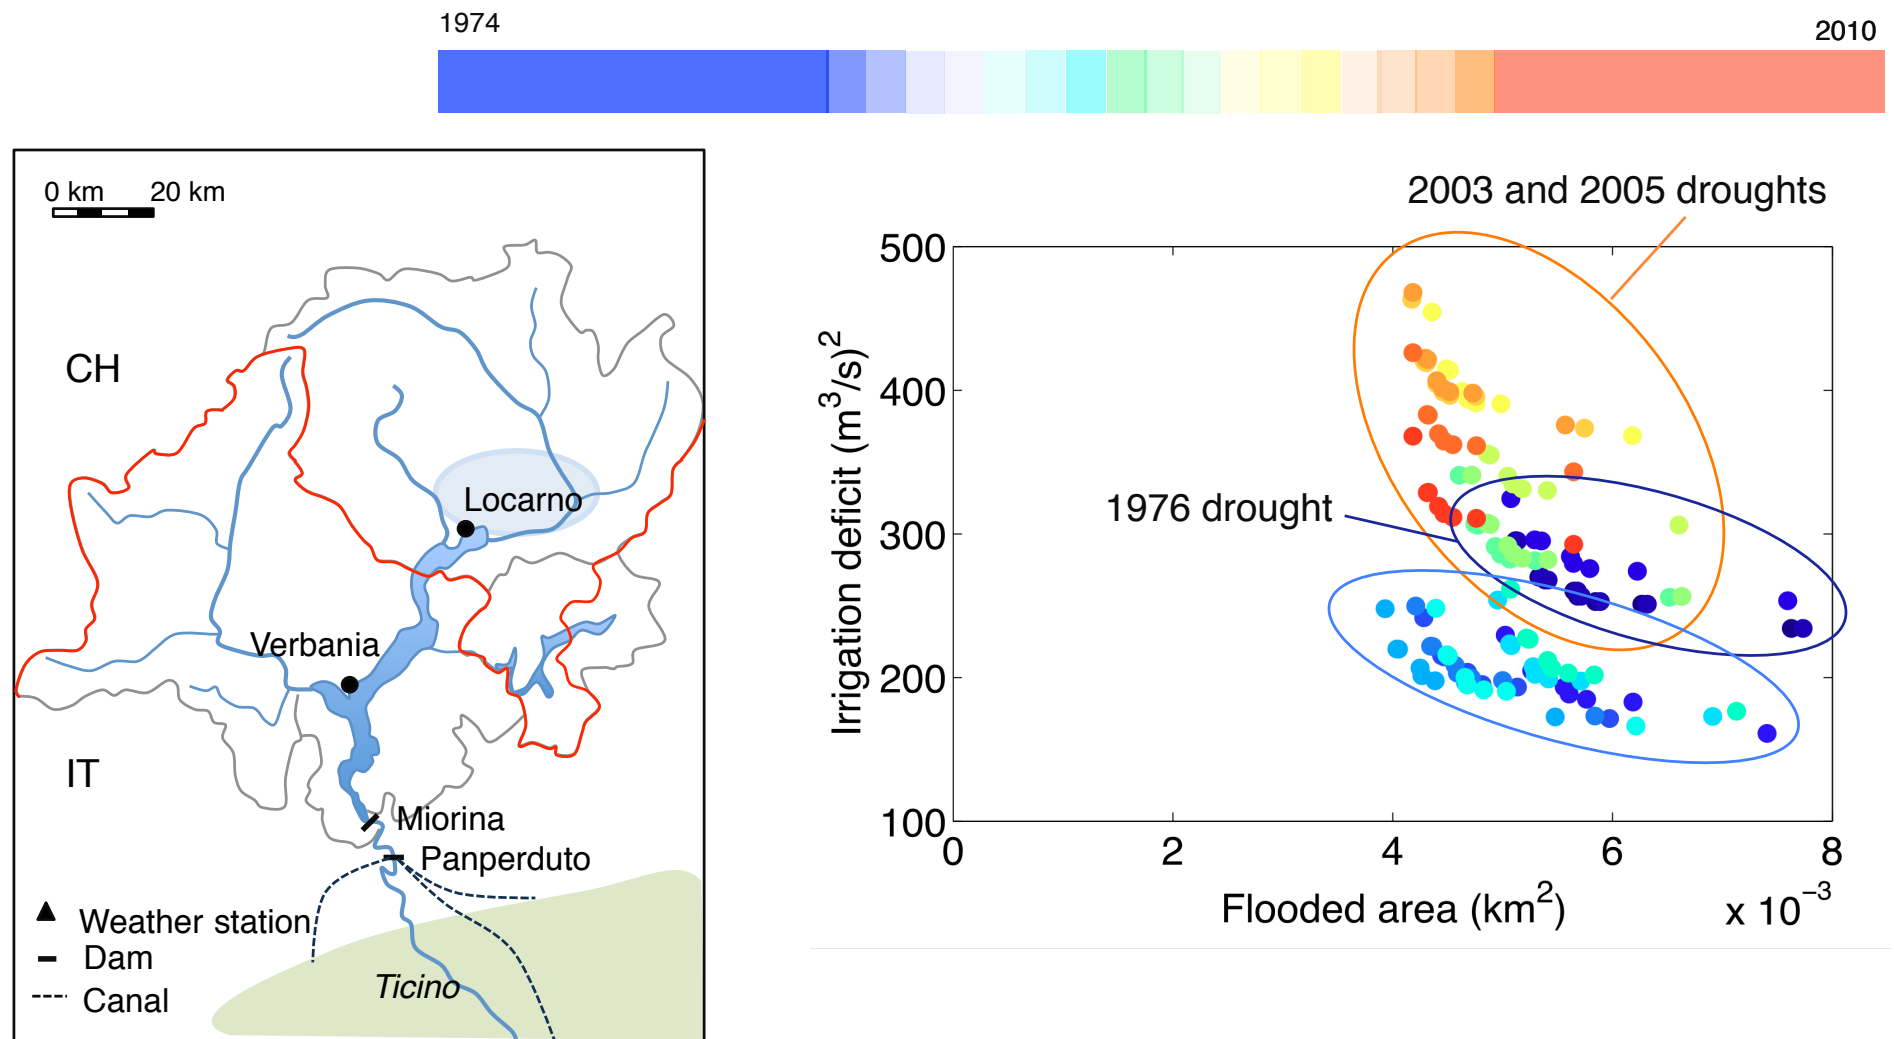 1974
2010
0 km 20 km
CH
Locarno
Verbania
IT
Miorina
Panperduto
Weather station
Dam
Canal
Ticino
2003 and 2005 droughts
1976 drought
500
400
300
200
100
0 2 4 6 8
Irrigation deficit (m³/s)²
Flooded area (km²)
x 10⁻³